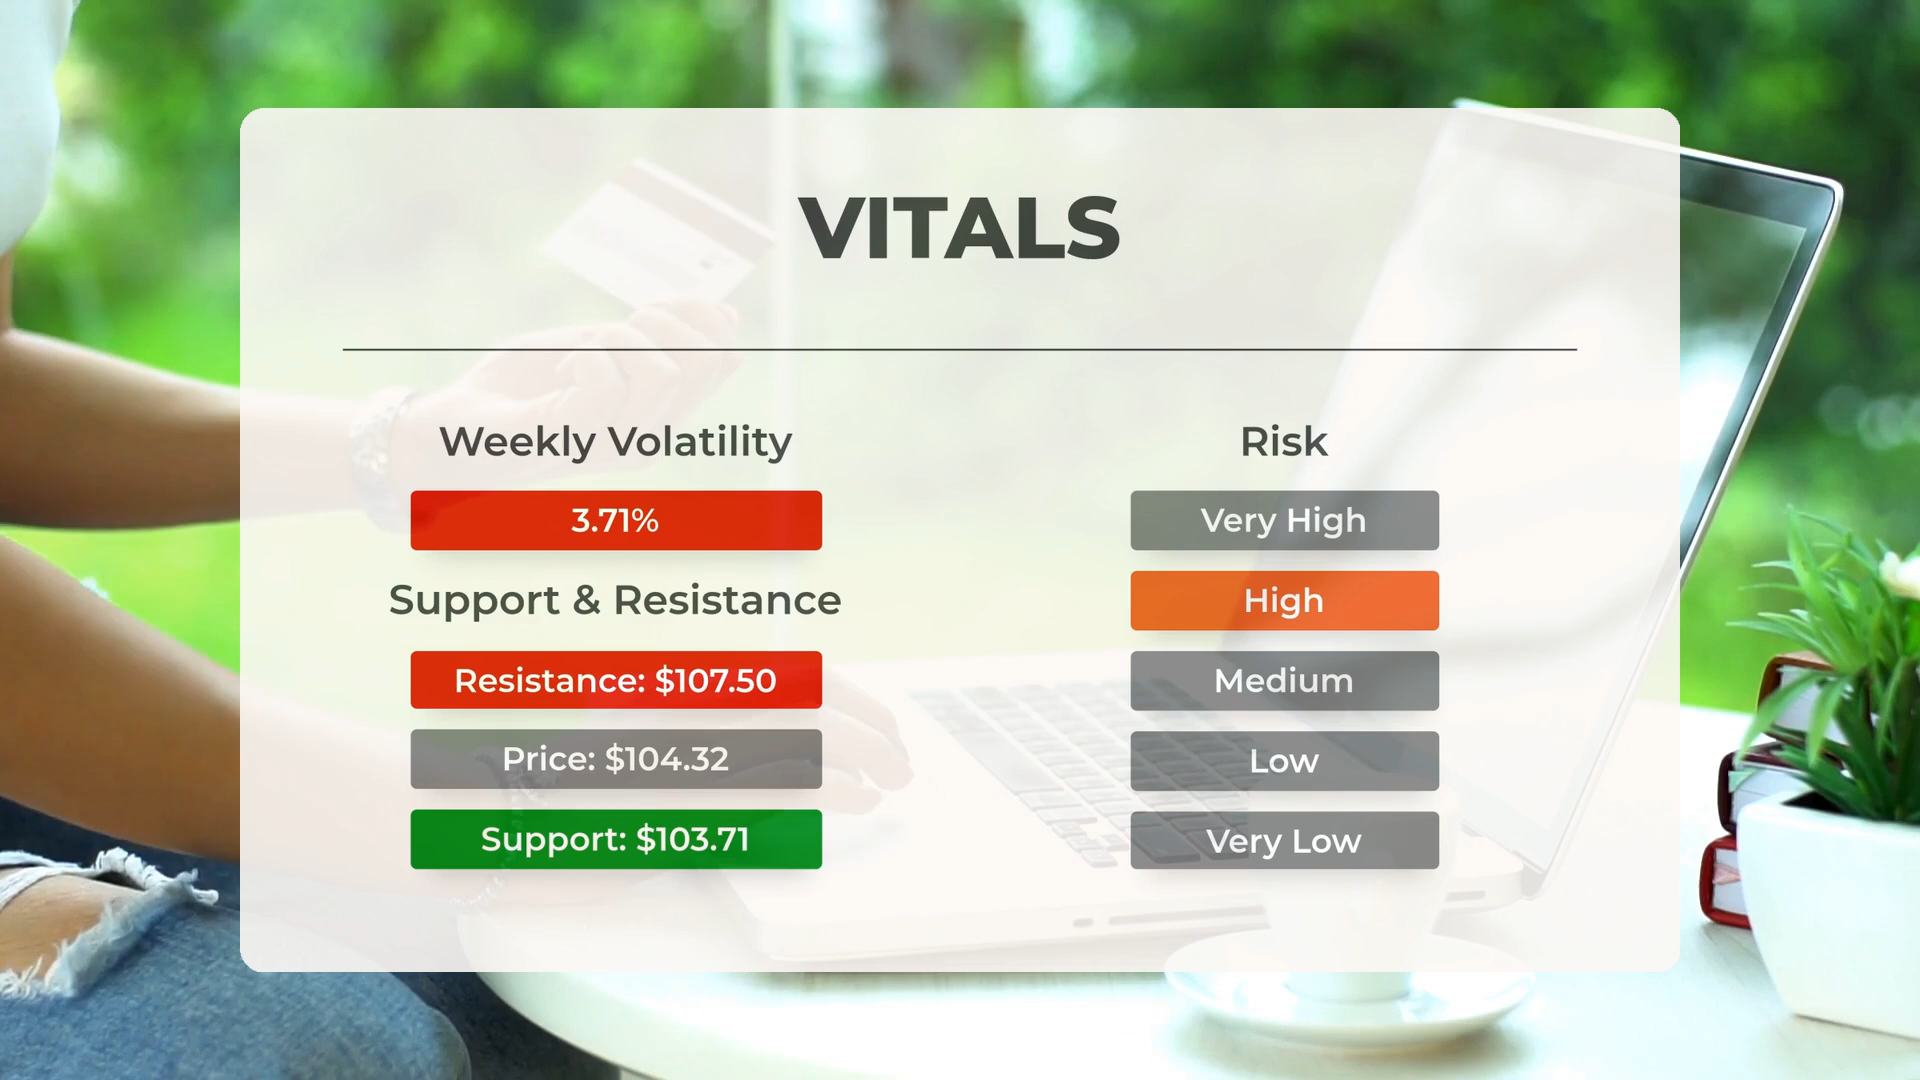 VITALS
Weekly Volatility
3.71%
Support & Resistance
Resistance: $107.50
Price: $104.32
Support: $103.71
Risk
Very High
High
Medium
Low
Very Low